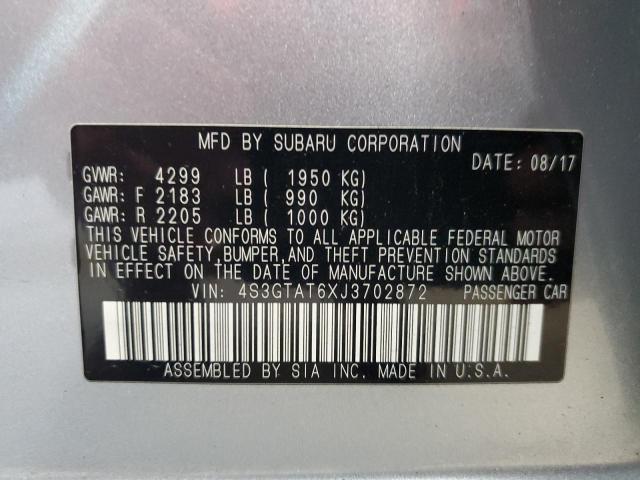 MFD BY SUBARU CORPORATION
DATE: 08/17
GVWR: 4299 LB ( 1950 KG)
GAWR: F 2183 LB ( 990 KG)
GAWR: R 2205 LB ( 1000 KG)
THIS VEHICLE CONFORMS TO ALL APPLICABLE FEDERAL MOTOR
VEHICLE SAFETY, BUMPER, AND THEFT PREVENTION STANDARDS
IN EFFECT ON THE DATE OF MANUFACTURE SHOWN ABOVE.
VIN: 4S3GTAT6XJ3702872 PASSENGER CAR
ASSEMBLED BY SIA INC. MADE IN U.S.A.